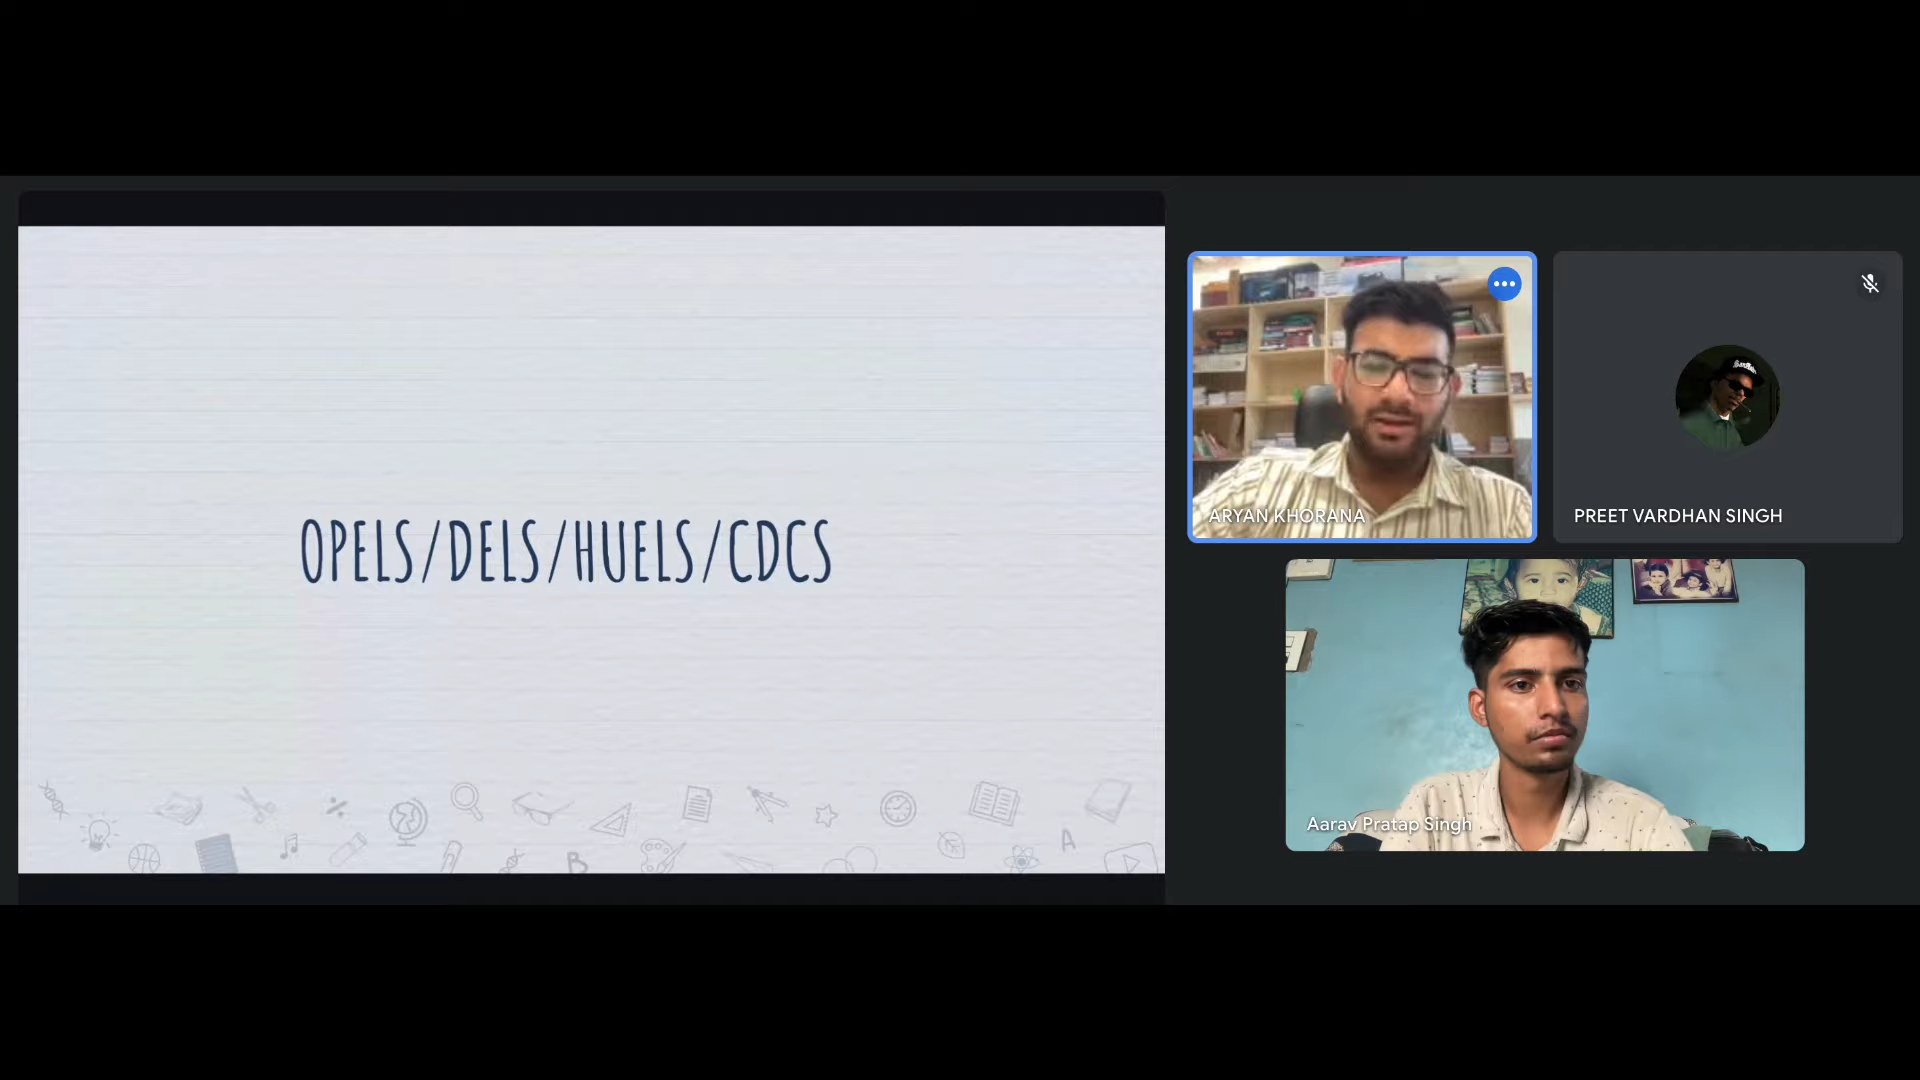 OPELS/DELS/HUELS/CDCS
ARYAN KHORANA
PREET VARDHAN SINGH
Aarav Pratap Singh